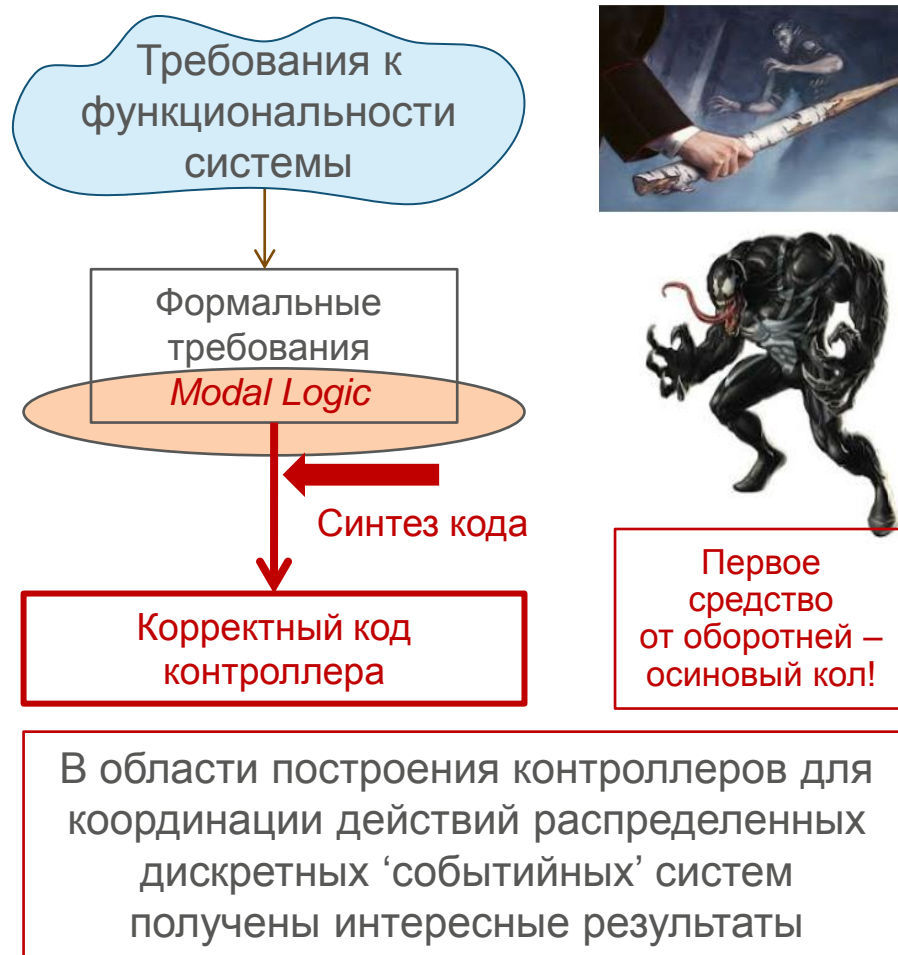 Требования к
функциональности
системы
Формальные
требования
Modal Logic
Синтез кода
Корректный код
контроллера
Первое
средство
от оборотней –
осиновый кол!
В области построения контроллеров для
координации действий распределенных
дискретных ‘событийных’ систем
получены интересные результаты